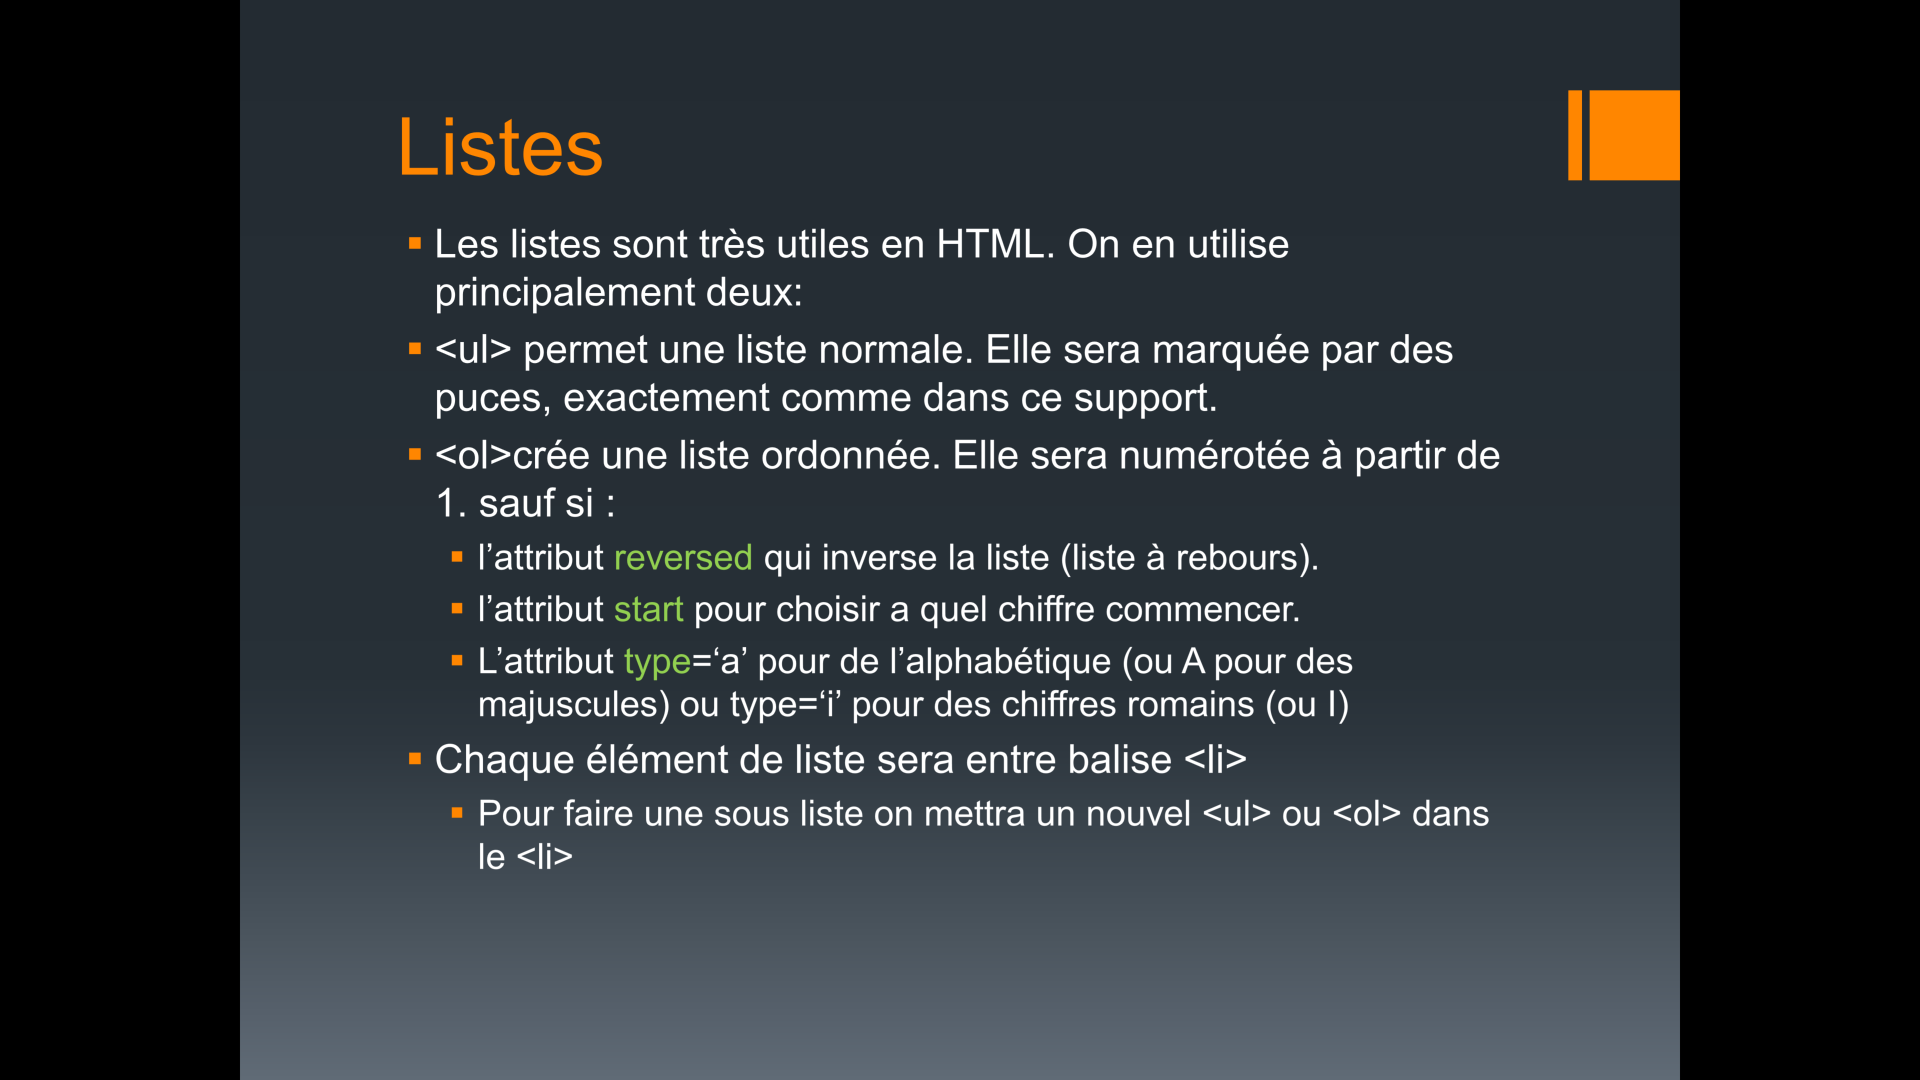 Listes
Les listes sont très utiles en HTML. On en utilise
principalement deux:
<ul> permet une liste normale. Elle sera marquée par des
puces, exactement comme dans ce support.
<ol>crée une liste ordonnée. Elle sera numérotée à partir de
1. sauf si :
l’attribut reversed qui inverse la liste (liste à rebours).
l’attribut start pour choisir a quel chiffre commencer.
L’attribut type=‘a’ pour de l’alphabétique (ou A pour des
majuscules) ou type=‘i’ pour des chiffres romains (ou I)
Chaque élément de liste sera entre balise <li>
Pour faire une sous liste on mettra un nouvel <ul> ou <ol> dans
le <li>